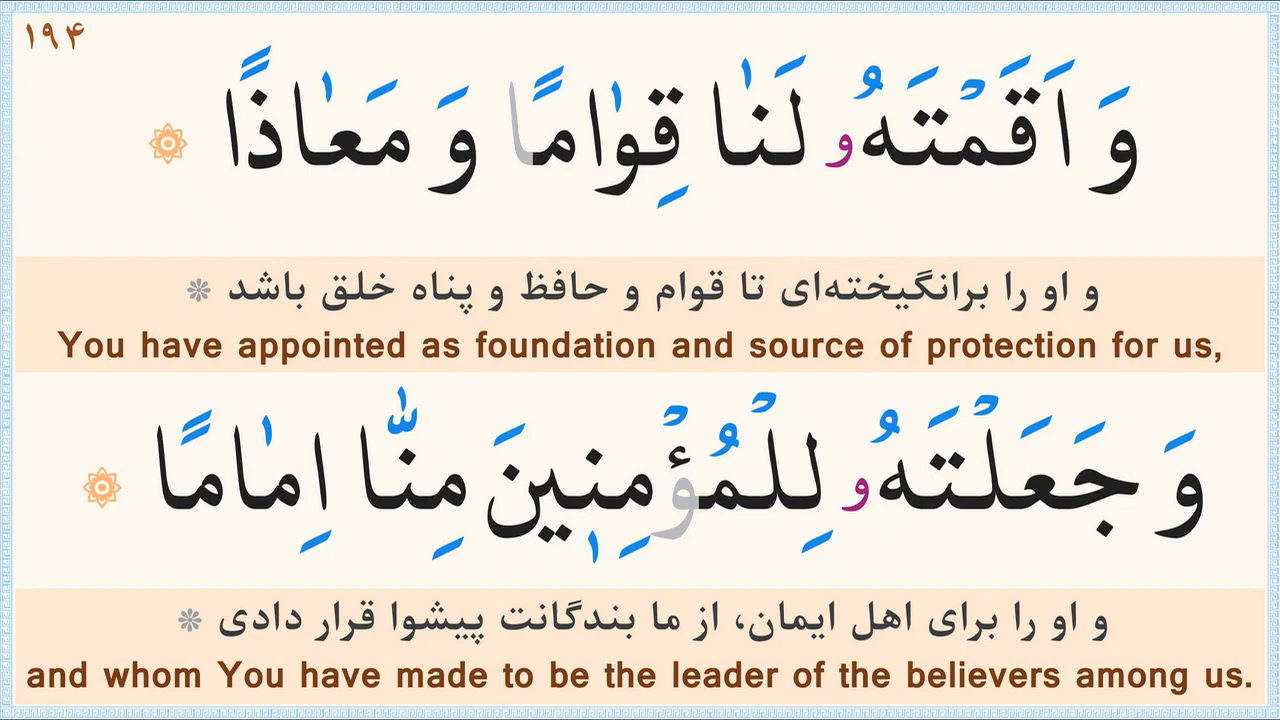 ۱۹۴
وَ اَقَمْتَهُو لَنٰا قِوٰامًا وَ مَعٰاذًا
و او را برانگیخته‌ای تا قوام و حافظ و پناه خلق باشد
You have appointed as foundation and source of protection for us,
وَ جَعَلْتَهُو لِلْمُؤْمِنٖینَ مِنّٰا اِمٰامًا
و او را برای اهل ایمان، از ما بندگانت پیشوا قرار دادی
and whom You have made to be the leader of the believers among us.